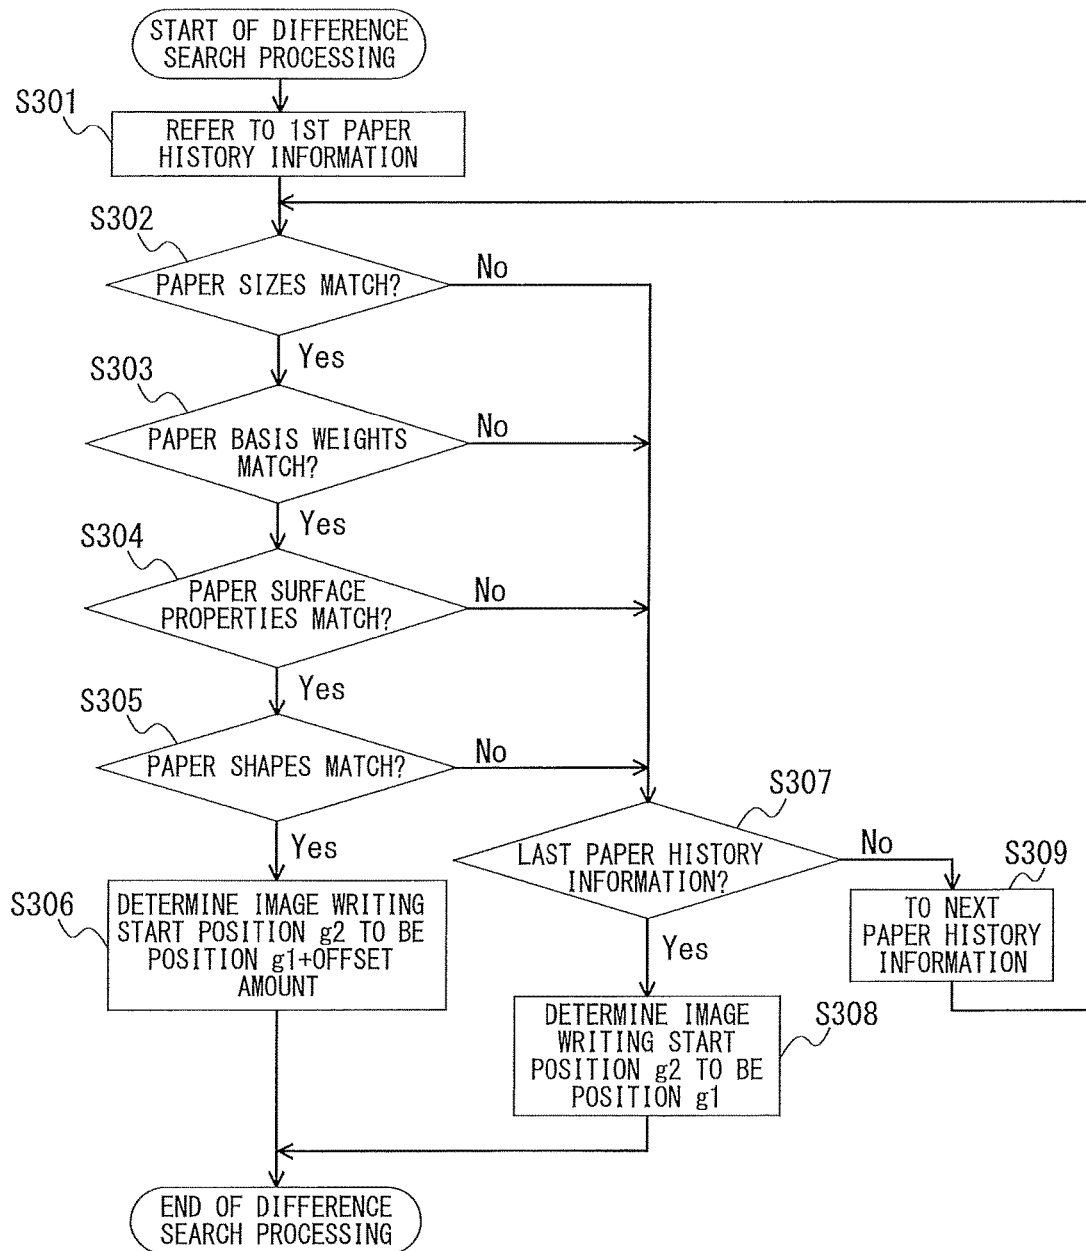 START OF DIFFERENCE
SEARCH PROCESSING
S301
REFER TO 1ST PAPER
HISTORY INFORMATION
S302
PAPER SIZES MATCH?
No
Yes
S303
PAPER BASIS WEIGHTS
MATCH?
No
Yes
S304
PAPER SURFACE
PROPERTIES MATCH?
No
Yes
S305
PAPER SHAPES MATCH?
No
Yes
S306
DETERMINE IMAGE WRITING
START POSITION g2 TO BE
POSITION g1+OFFSET
AMOUNT
S307
LAST PAPER HISTORY
INFORMATION?
No
Yes
S309
TO NEXT
PAPER HISTORY
INFORMATION
S308
DETERMINE IMAGE
WRITING START
POSITION g2 TO BE
POSITION g1
END OF DIFFERENCE
SEARCH PROCESSING